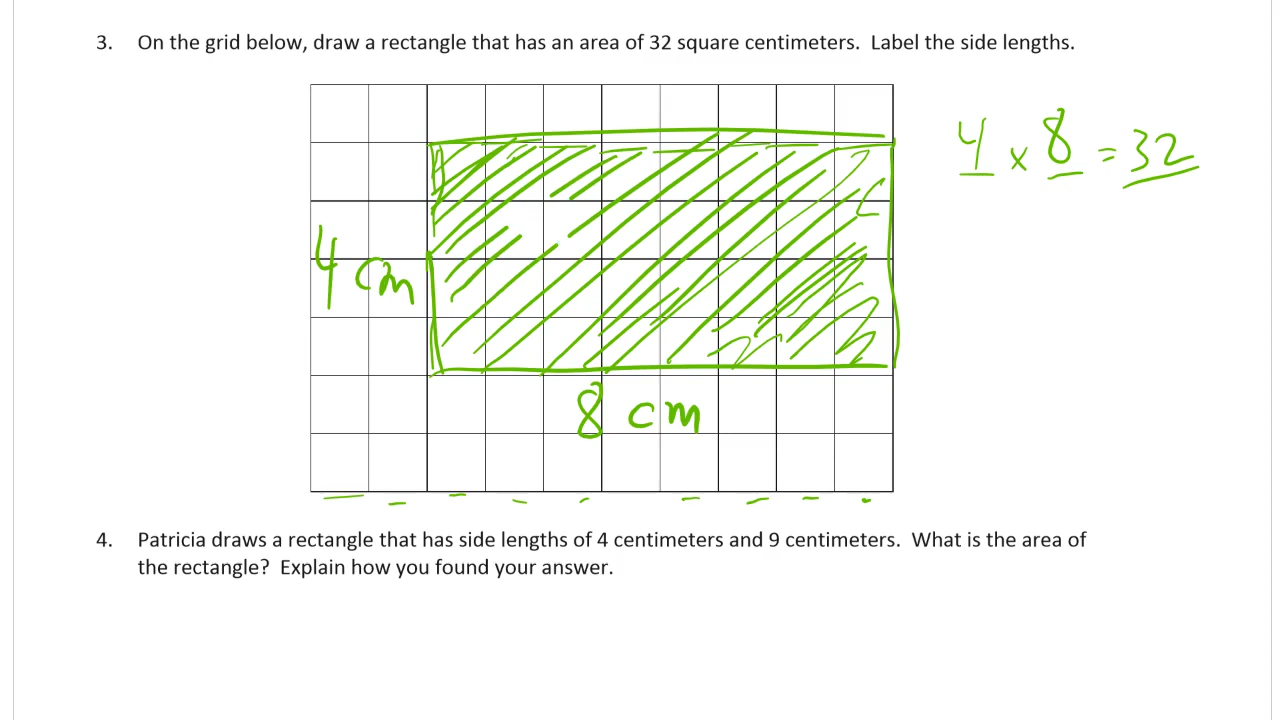 3. On the grid below, draw a rectangle that has an area of 32 square centimeters. Label the side lengths.
4 x 8 = 32
4 cm
8 cm
4. Patricia draws a rectangle that has side lengths of 4 centimeters and 9 centimeters. What is the area of
the rectangle? Explain how you found your answer.